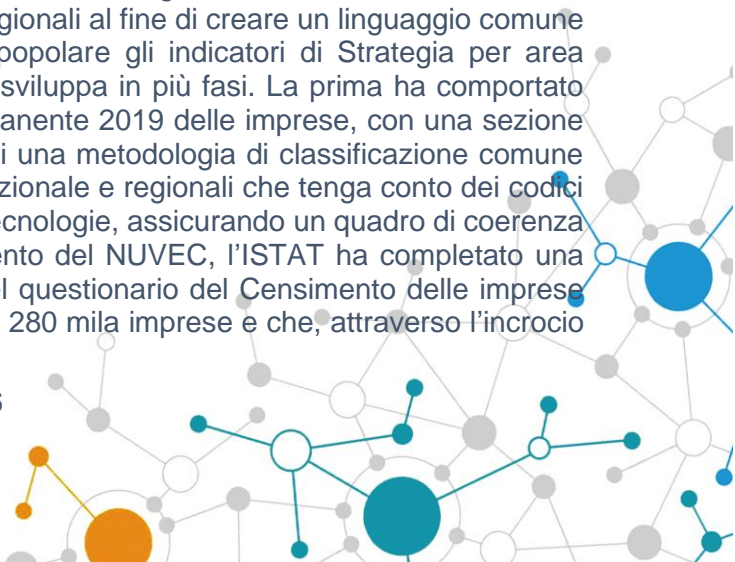 gionali al fine di creare un linguaggio comune
popolare gli indicatori di Strategia per area
sviluppa in più fasi. La prima ha comportato
anente 2019 delle imprese, con una sezione
i una metodologia di classificazione comune
zionale e regionali che tenga conto dei codici
ecnologie, assicurando un quadro di coerenza
ento del NUVEC, l’ISTAT ha completato una
el questionario del Censimento delle imprese
280 mila imprese e che, attraverso l’incrocio